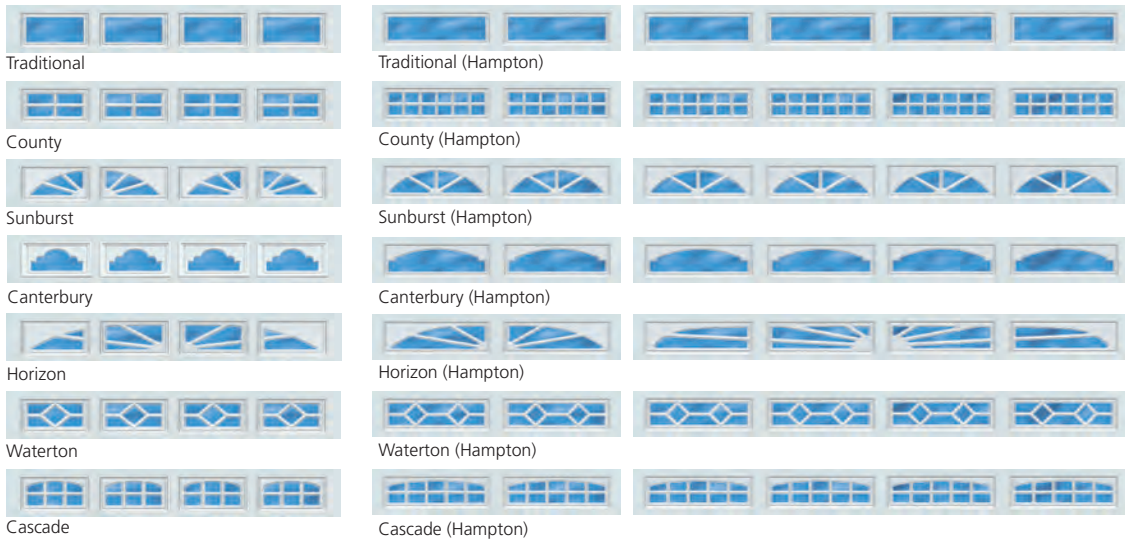 Traditional
Traditional (Hampton)
County
County (Hampton)
Sunburst
Sunburst (Hampton)
Canterbury
Canterbury (Hampton)
Horizon
Horizon (Hampton)
Waterton
Waterton (Hampton)
Cascade
Cascade (Hampton)